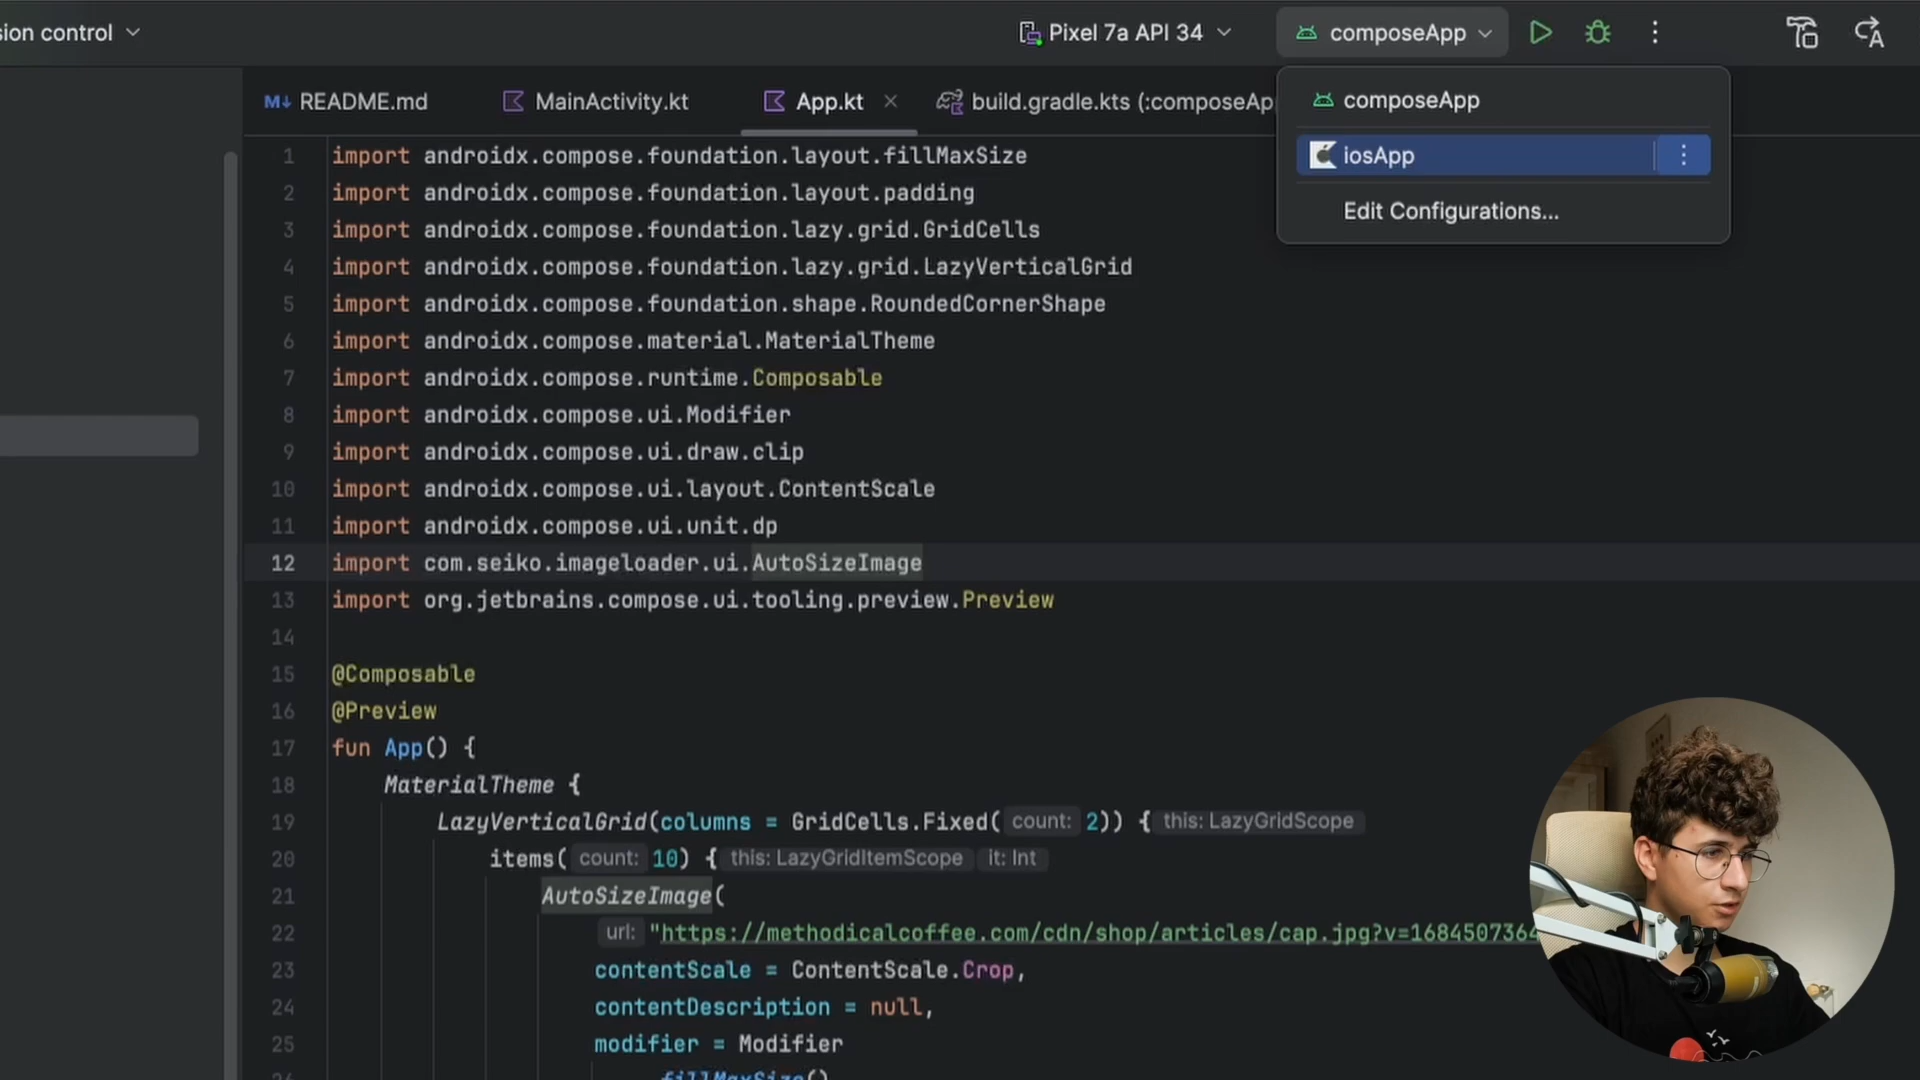 ion control
Pixel 7a API 34
composeApp
M↓ README.md
MainActivity.kt
App.kt
build.gradle.kts (:composeApp
composeApp
iosApp
Edit Configurations...
1 import androidx.compose.foundation.layout.fillMaxSize
2 import androidx.compose.foundation.layout.padding
3 import androidx.compose.foundation.lazy.grid.GridCells
4 import androidx.compose.foundation.lazy.grid.LazyVerticalGrid
5 import androidx.compose.foundation.shape.RoundedCornerShape
6 import androidx.compose.material.MaterialTheme
7 import androidx.compose.runtime.Composable
8 import androidx.compose.ui.Modifier
9 import androidx.compose.ui.draw.clip
10 import androidx.compose.ui.layout.ContentScale
11 import androidx.compose.ui.unit.dp
12 import com.seiko.imageloader.ui.AutoSizeImage
13 import org.jetbrains.compose.ui.tooling.preview.Preview
14
15 @Composable
16 @Preview
17 fun App() {
18 MaterialTheme {
19 LazyVerticalGrid(columns = GridCells.Fixed( count: 2)) { this: LazyGridScope
20 items( count: 10) { this: LazyGridItemScope it: Int
21 AutoSizeImage(
22 url: "https://methodicalcoffee.com/cdn/shop/articles/cap.jpg?v=1684507364
23 contentScale = ContentScale.Crop,
24 contentDescription = null,
25 modifier = Modifier
26 .fillMaxSize()